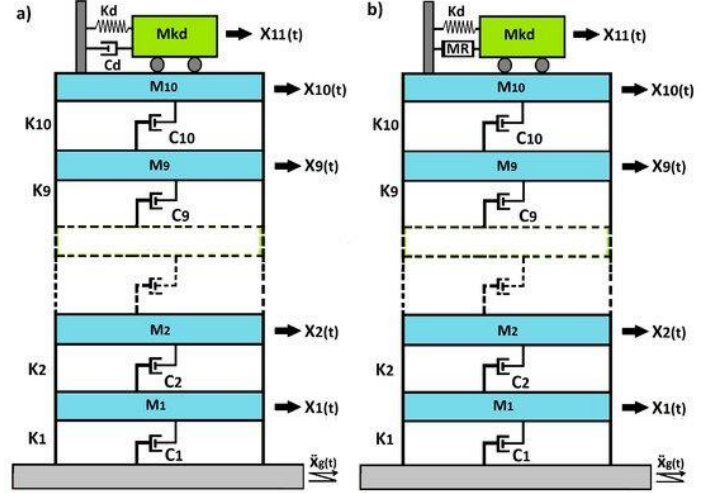 a)
Kd
Mkd
X11(t)
Cd
M10
X10(t)
K10
C10
M9
X9(t)
K9
C9
M2
X2(t)
K2
C2
M1
X1(t)
K1
C1
ẍg(t)
b)
Kd
Mkd
X11(t)
MR
M10
X10(t)
K10
C10
M9
X9(t)
K9
C9
M2
X2(t)
K2
C2
M1
X1(t)
K1
C1
ẍg(t)